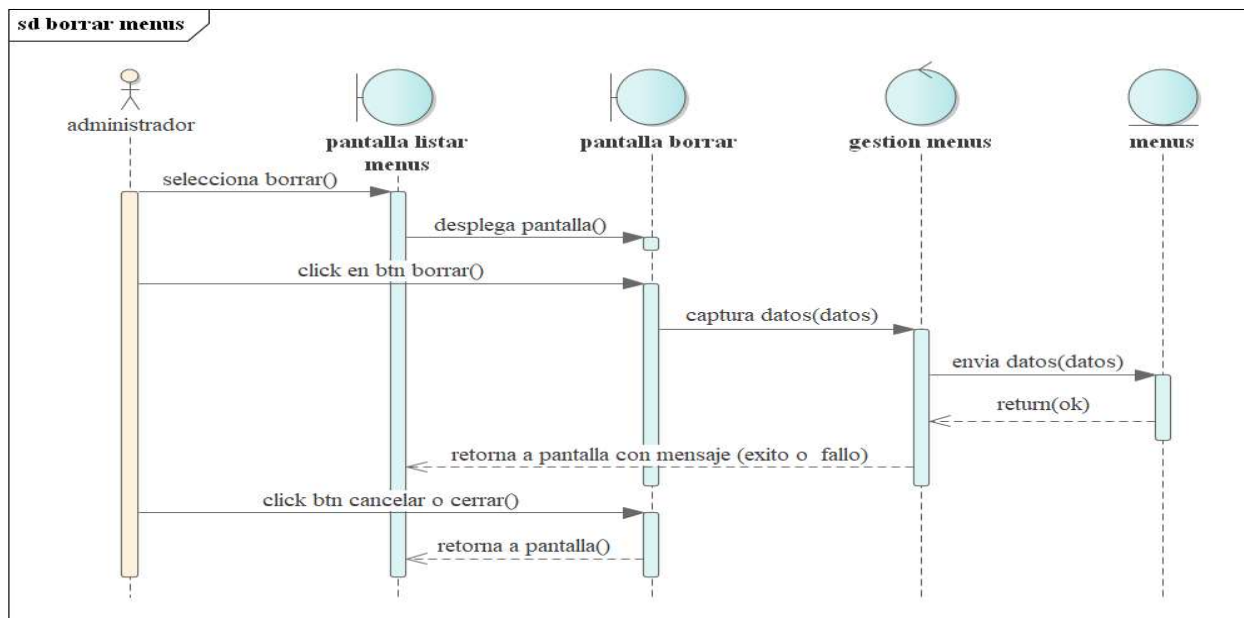 sd borrar menus
administrador
pantalla listar
menus
pantalla borrar
gestion menus
menus
selecciona borrar()
desplega pantalla()
click en btn borrar()
captura datos(datos)
envia datos(datos)
return(ok)
retorna a pantalla con mensaje (exito o fallo)
click btn cancelar o cerrar()
retorna a pantalla()